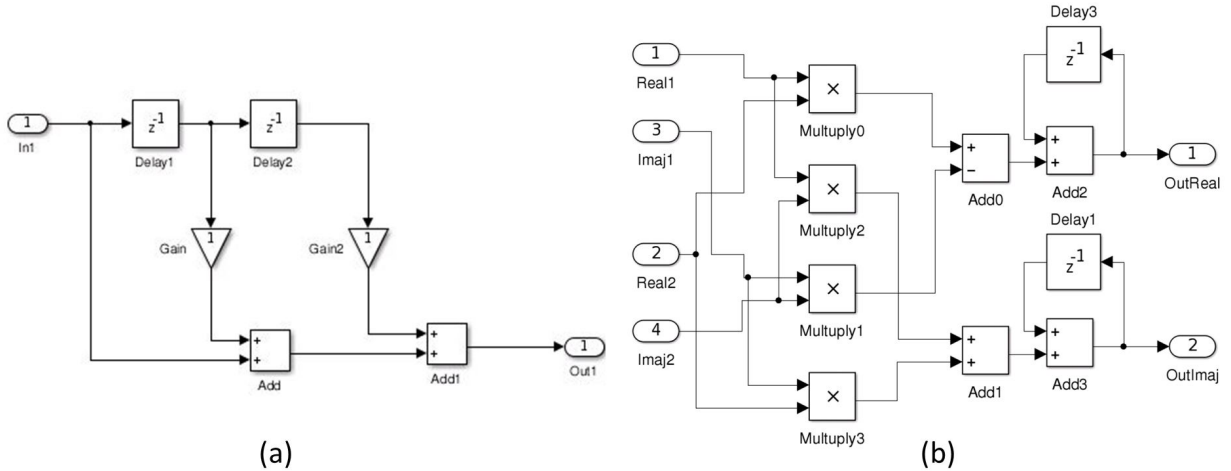 1
In1
z-1
Delay1
z-1
Delay2
Gain
1
Gain2
1
+
+
Add
+
+
Add1
1
Out1
(a)
1
Real1
3
Imaj1
2
Real2
4
Imaj2
×
Multuply0
×
Multuply2
×
Multuply1
×
Multuply3
+
−
Add0
+
+
Add1
Delay3
z-1
+
+
Add2
1
OutReal
Delay1
z-1
+
+
Add3
2
OutImaj
(b)